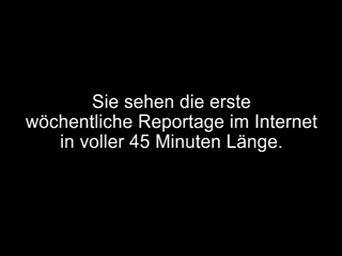 Sie sehen die erste
wöchentliche Reportage im Internet
in voller 45 Minuten Länge.